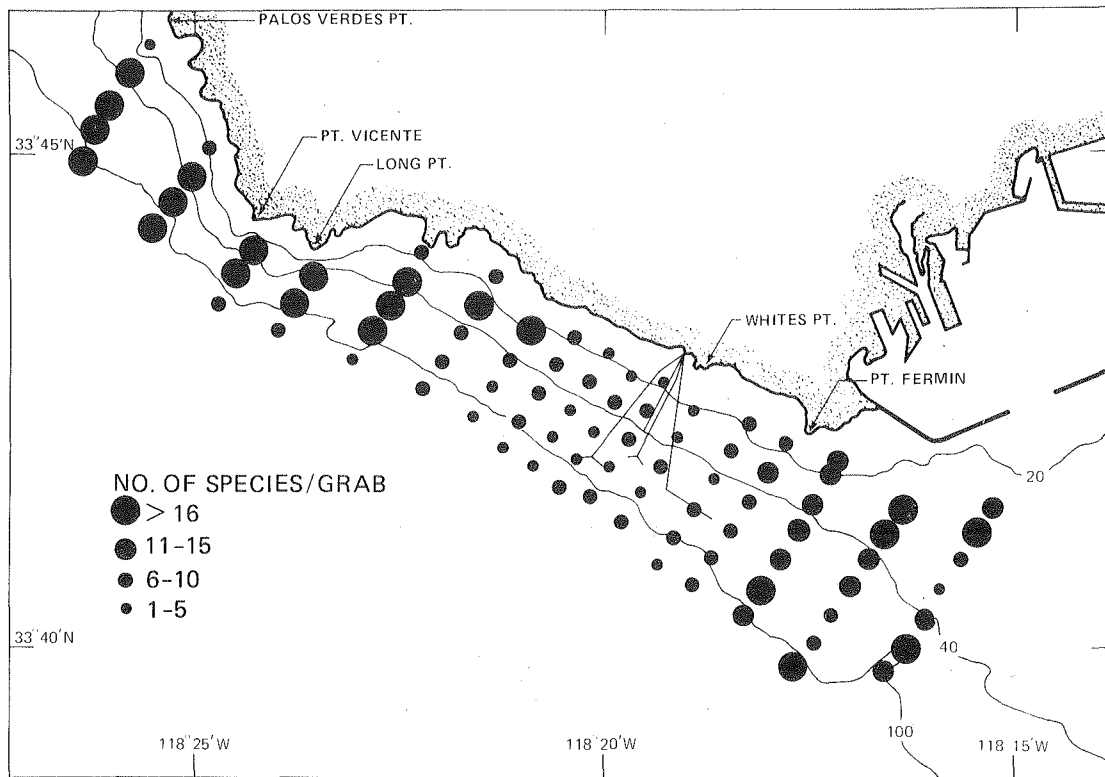 PALOS VERDES PT.
33°45'N
PT. VICENTE
LONG PT.
WHITES PT.
PT. FERMIN
20
NO. OF SPECIES/GRAB
> 16
11-15
6-10
1-5
33°40'N
40
100
118°25'W
118°20'W
118°15'W